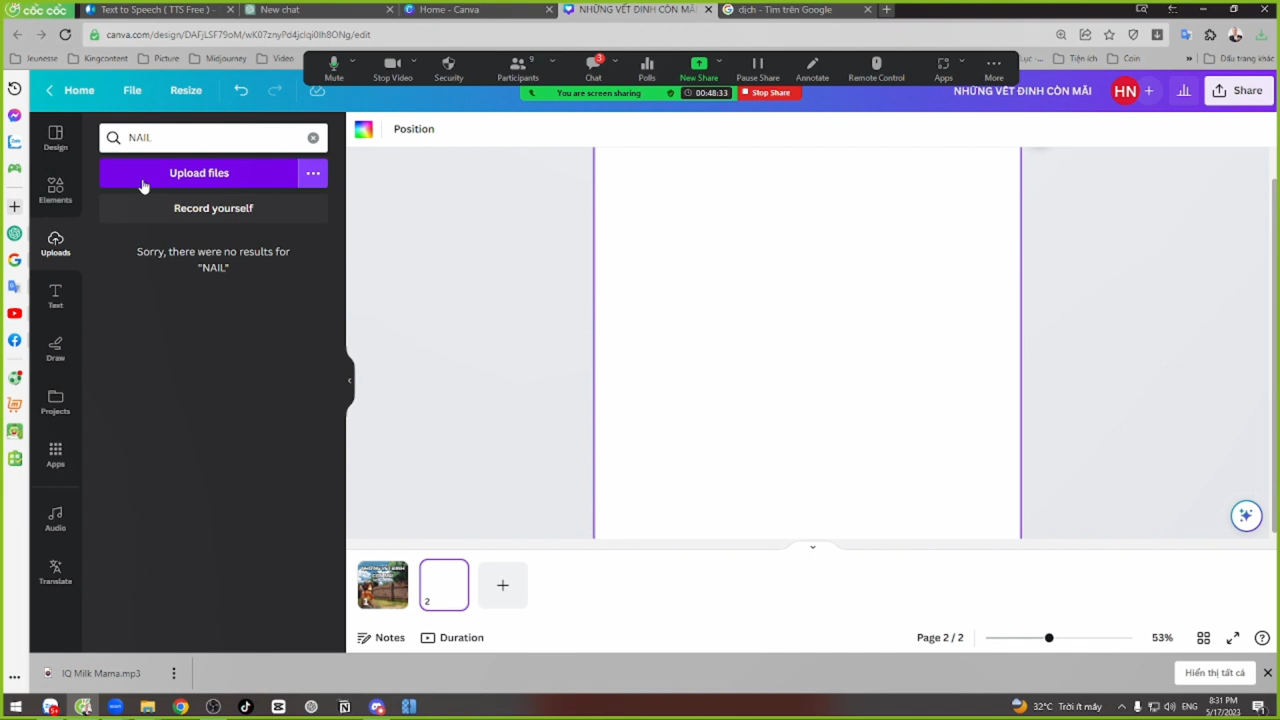 cốc cốc
Text to Speech ( TTS Free ) -
New chat
Home - Canva
NHỮNG VẾT ĐINH CÒN MÃI
dịch - Tìm trên Google
canva.com/design/DAFjLSF79oM/wK07znyPd4jclqi0Ih8ONg/edit
Jeunesse
Kingcontent
Picture
Midjourney
Video
Tiện ích
Coin
Dấu trang khác
Mute
Stop Video
Security
9
Participants
3
Chat
Polls
New Share
Pause Share
Annotate
Remote Control
Apps
More
You are screen sharing
00:48:33
Stop Share
Home
File
Resize
NHỮNG VẾT ĐINH CÒN MÃI
HN
Share
Design
Elements
Uploads
Text
Draw
Projects
Apps
Audio
Translate
NAIL
Upload files
Record yourself
Sorry, there were no results for
"NAIL"
Position
2
Notes
Duration
Page 2 / 2
53%
IQ Milk Mama.mp3
Hiển thị tất cả
32°C Trời ít mây
ENG
8:31 PM
5/17/2023